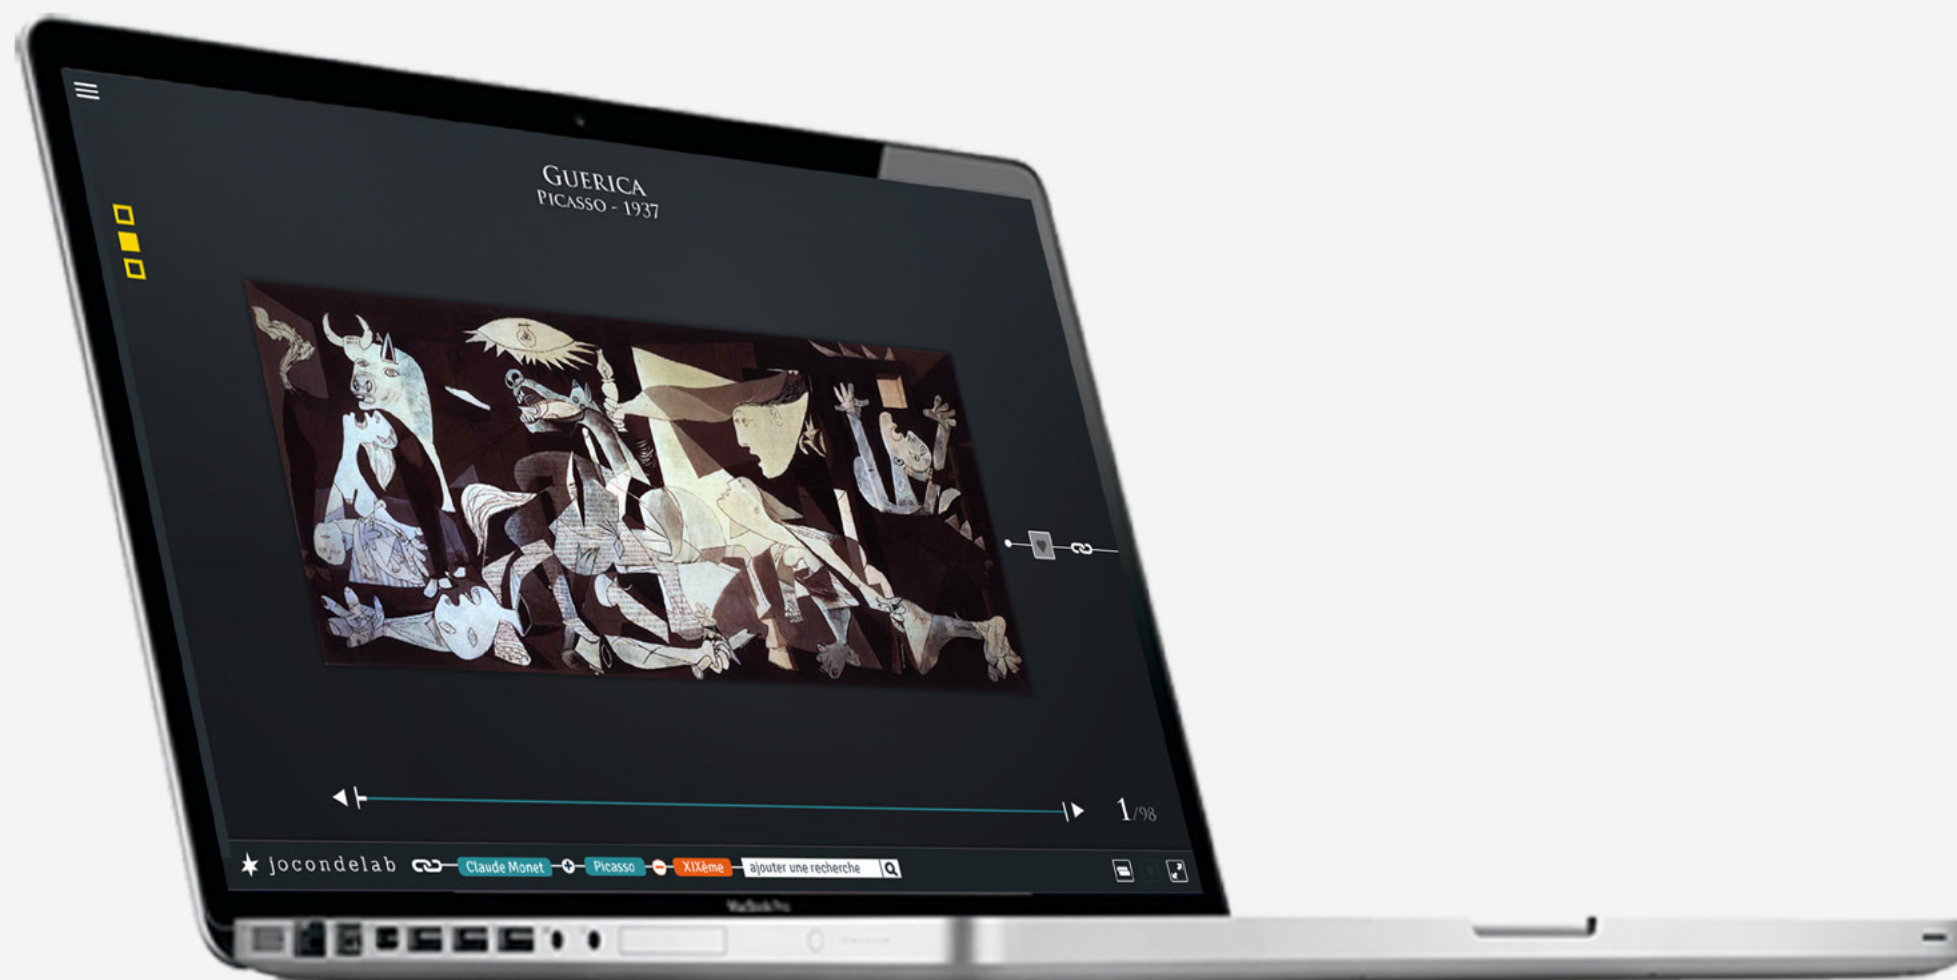 GUERICA
PICASSO - 1937
1/98
jocondelab Claude Monet Picasso XIXème ajouter une recherche
MacBook Pro